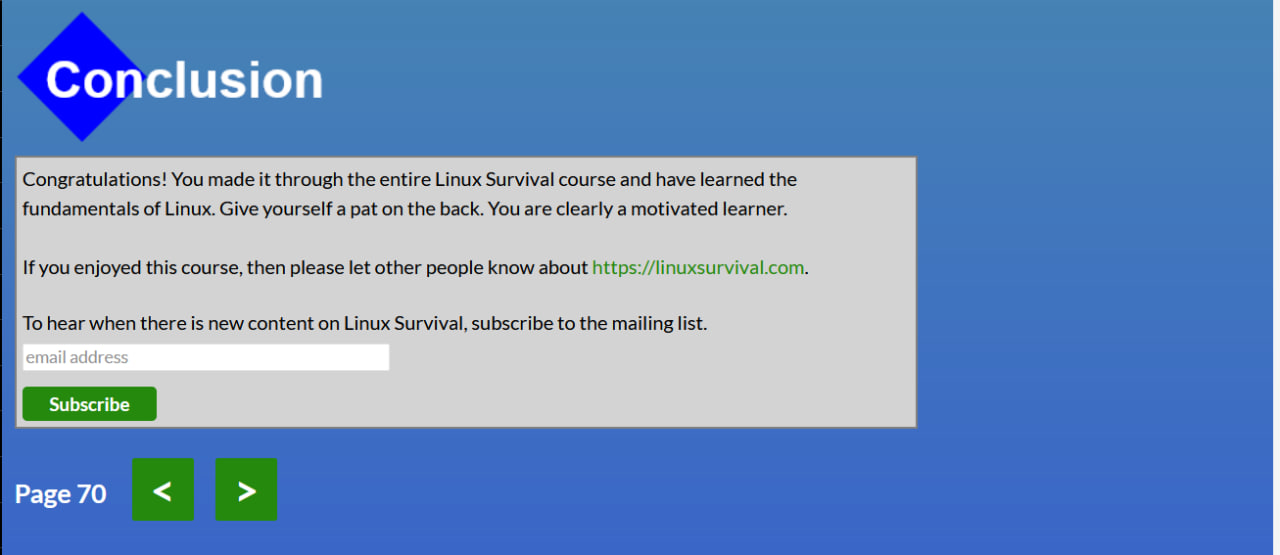 Conclusion
Congratulations! You made it through the entire Linux Survival course and have learned the
fundamentals of Linux. Give yourself a pat on the back. You are clearly a motivated learner.
If you enjoyed this course, then please let other people know about https://linuxsurvival.com.
To hear when there is new content on Linux Survival, subscribe to the mailing list.
email address
Subscribe
Page 70 < >